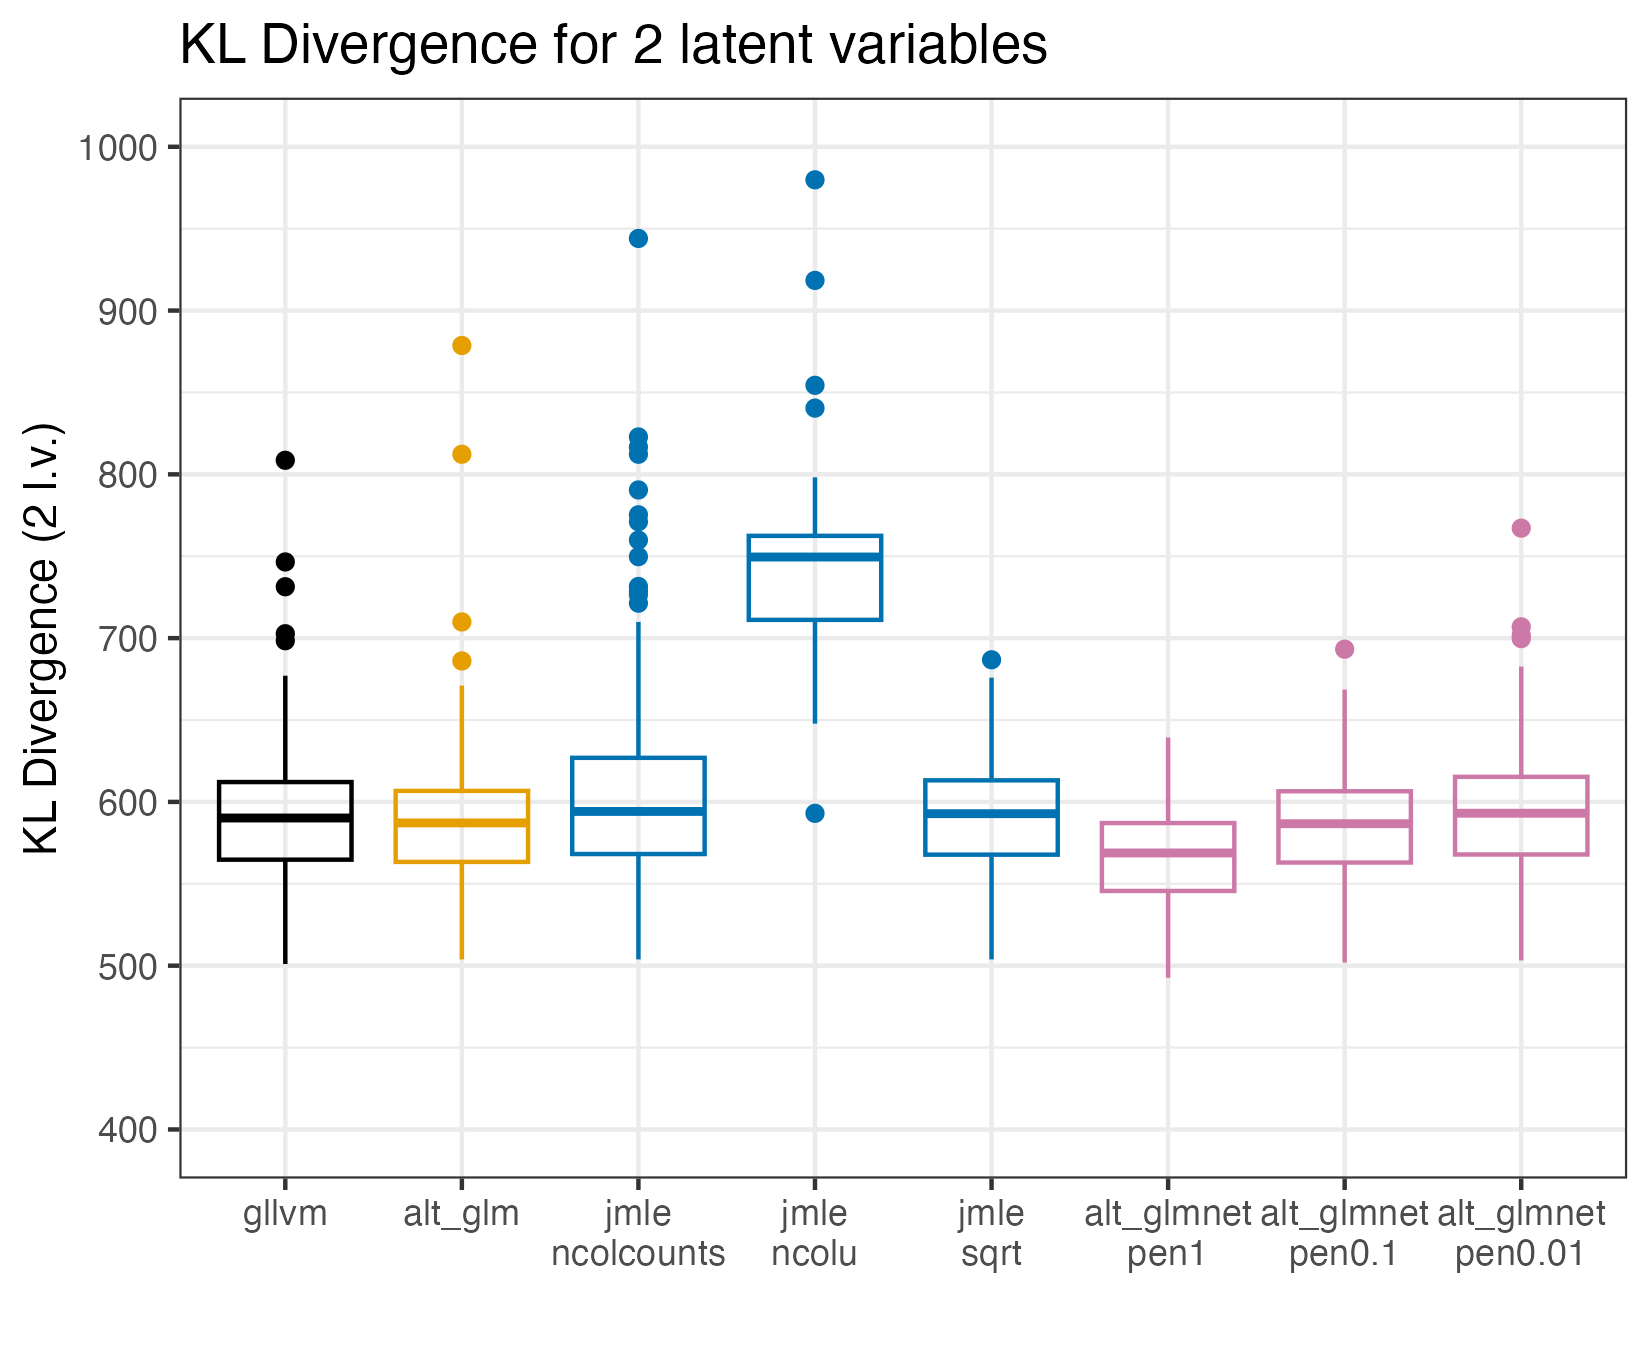 KL Divergence for 2 latent variables
KL Divergence (2 l.v.)
1000
900
800
700
600
500
400
gllvm
alt_glm
jmle
ncolcounts
jmle
ncolu
jmle
sqrt
alt_glmnet
pen1
alt_glmnet
pen0.1
alt_glmnet
pen0.01